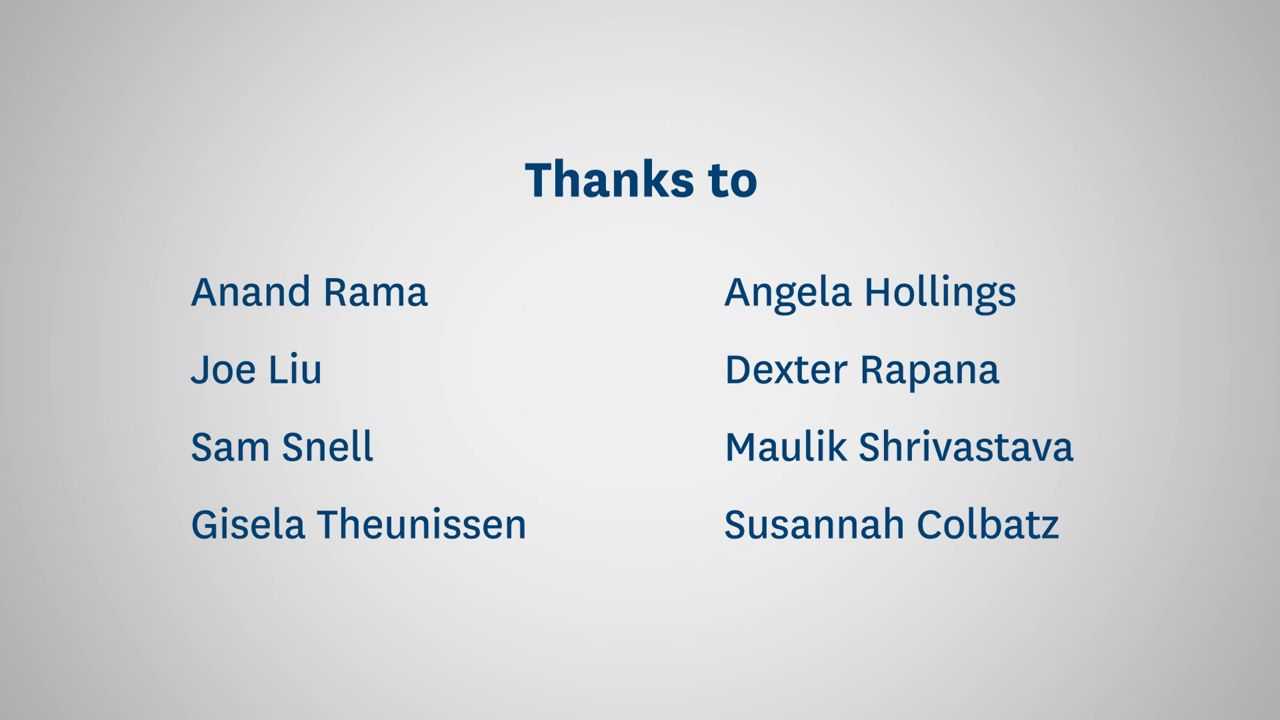 Thanks to
Anand Rama
Joe Liu
Sam Snell
Gisela Theunissen
Angela Hollings
Dexter Rapana
Maulik Shrivastava
Susannah Colbatz